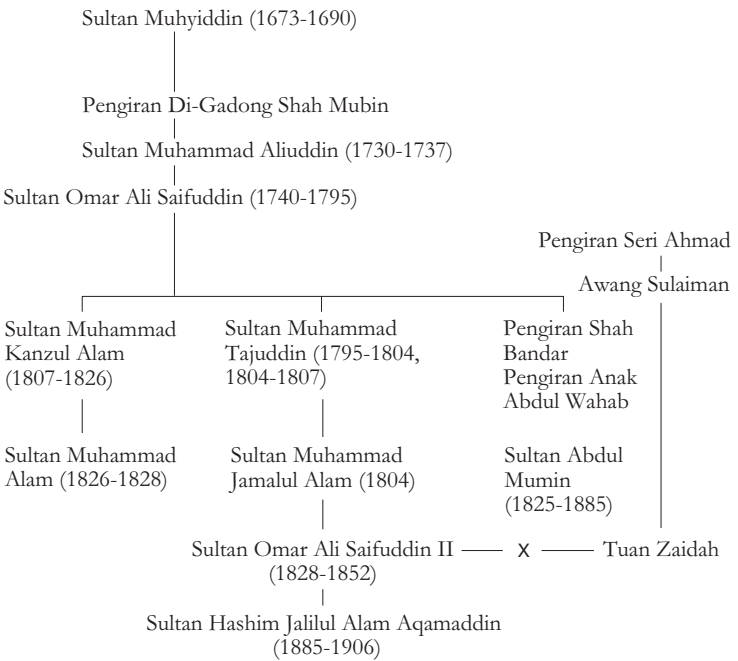 Sultan Muhyiddin (1673-1690)
Pengiran Di-Gadong Shah Mubin
Sultan Muhammad Aliuddin (1730-1737)
Sultan Omar Ali Saifuddin (1740-1795)
Pengiran Seri Ahmad
Awang Sulaiman
Sultan Muhammad
Kanzul Alam
(1807-1826)
Sultan Muhammad
Tajuddin (1795-1804,
1804-1807)
Pengiran Shah
Bandar
Pengiran Anak
Abdul Wahab
Sultan Muhammad
Alam (1826-1828)
Sultan Muhammad
Jamalul Alam (1804)
Sultan Abdul
Mumin
(1825-1885)
Sultan Omar Ali Saifuddin II X Tuan Zaidah
(1828-1852)
Sultan Hashim Jalilul Alam Aqamaddin
(1885-1906)